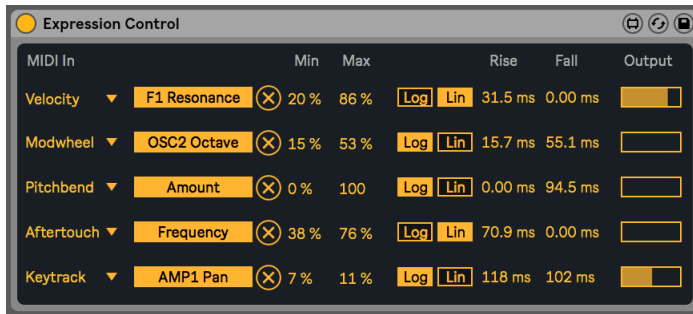 Expression Control
MIDI In Min Max Rise Fall Output
Velocity F1 Resonance 20 % 86 % Log Lin 31.5 ms 0.00 ms
Modwheel OSC2 Octave 15 % 53 % Log Lin 15.7 ms 55.1 ms
Pitchbend Amount 0 % 100 Log Lin 0.00 ms 94.5 ms
Aftertouch Frequency 38 % 76 % Log Lin 70.9 ms 0.00 ms
Keytrack AMP1 Pan 7 % 11 % Log Lin 118 ms 102 ms